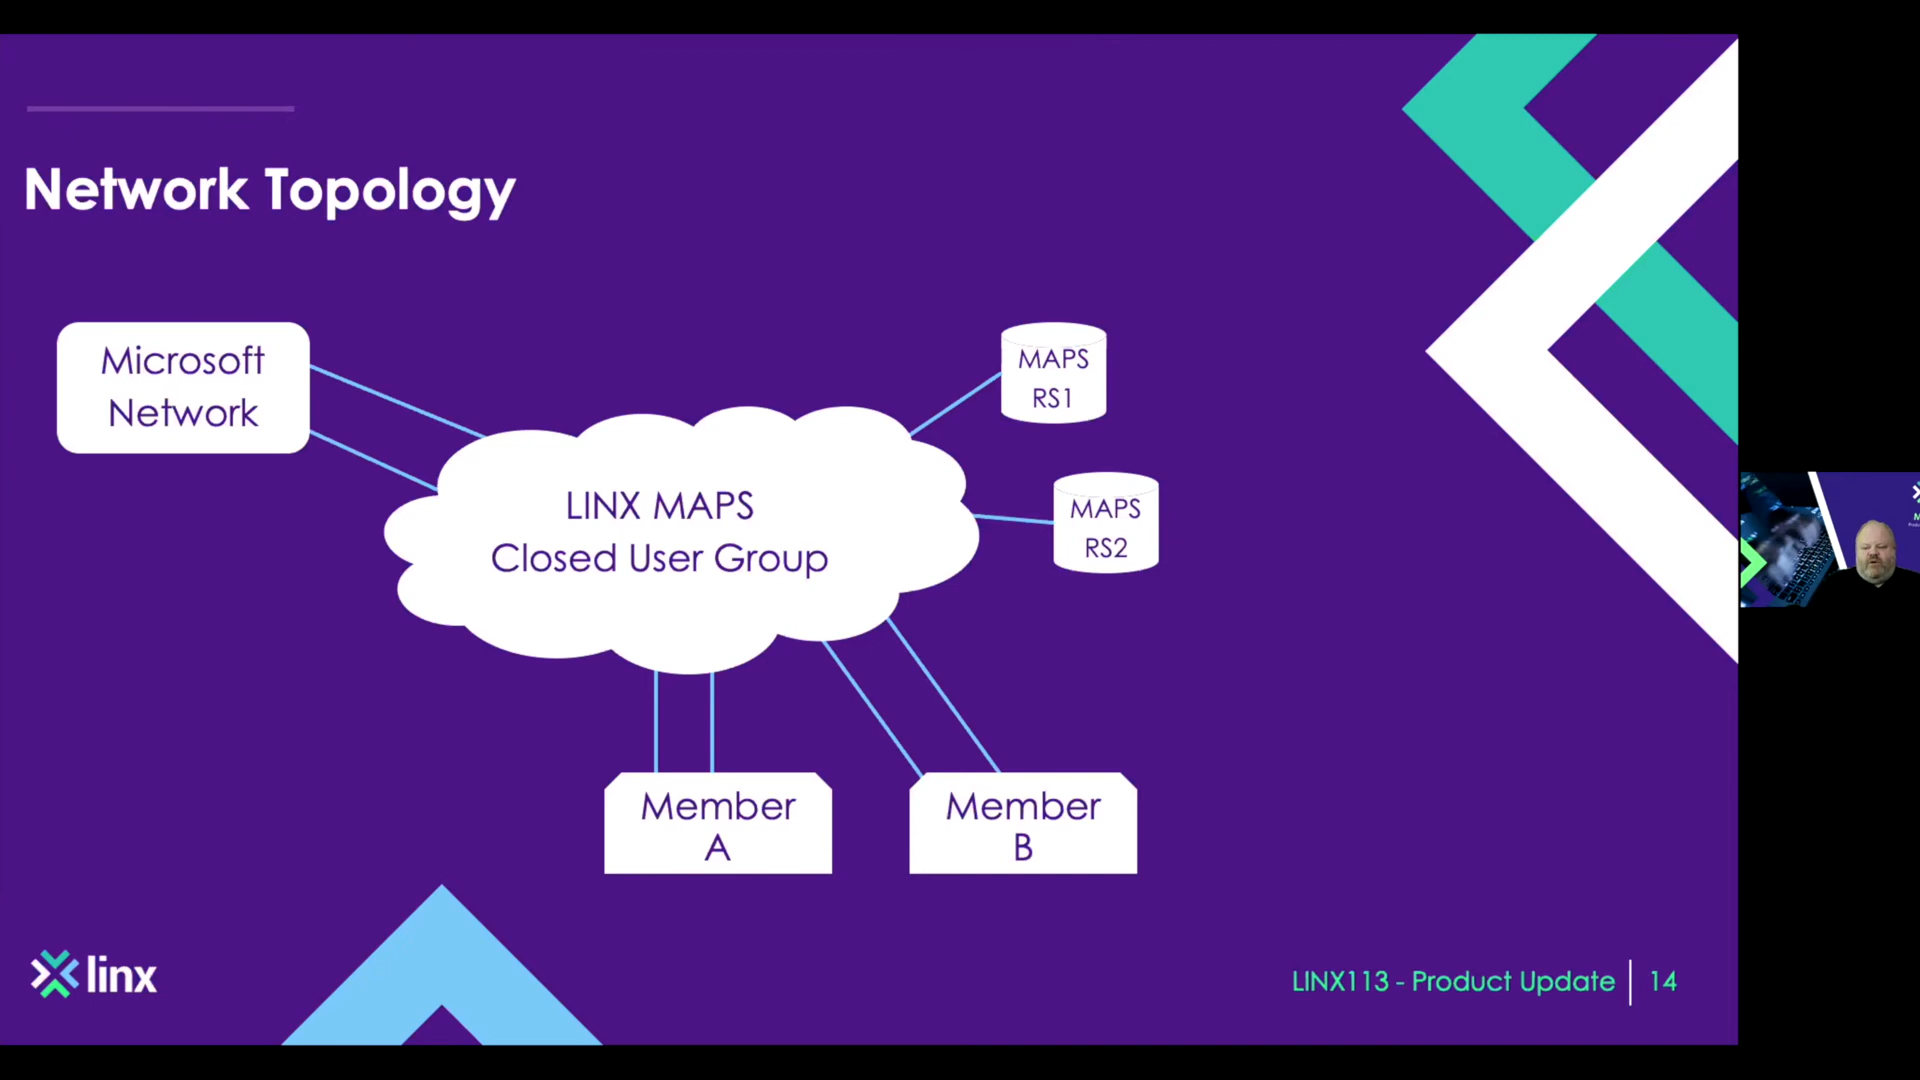 Network Topology
Microsoft
Network
MAPS
RS1
MAPS
RS2
LINX MAPS
Closed User Group
Member
A
Member
B
linx
LINX113 - Product Update
14